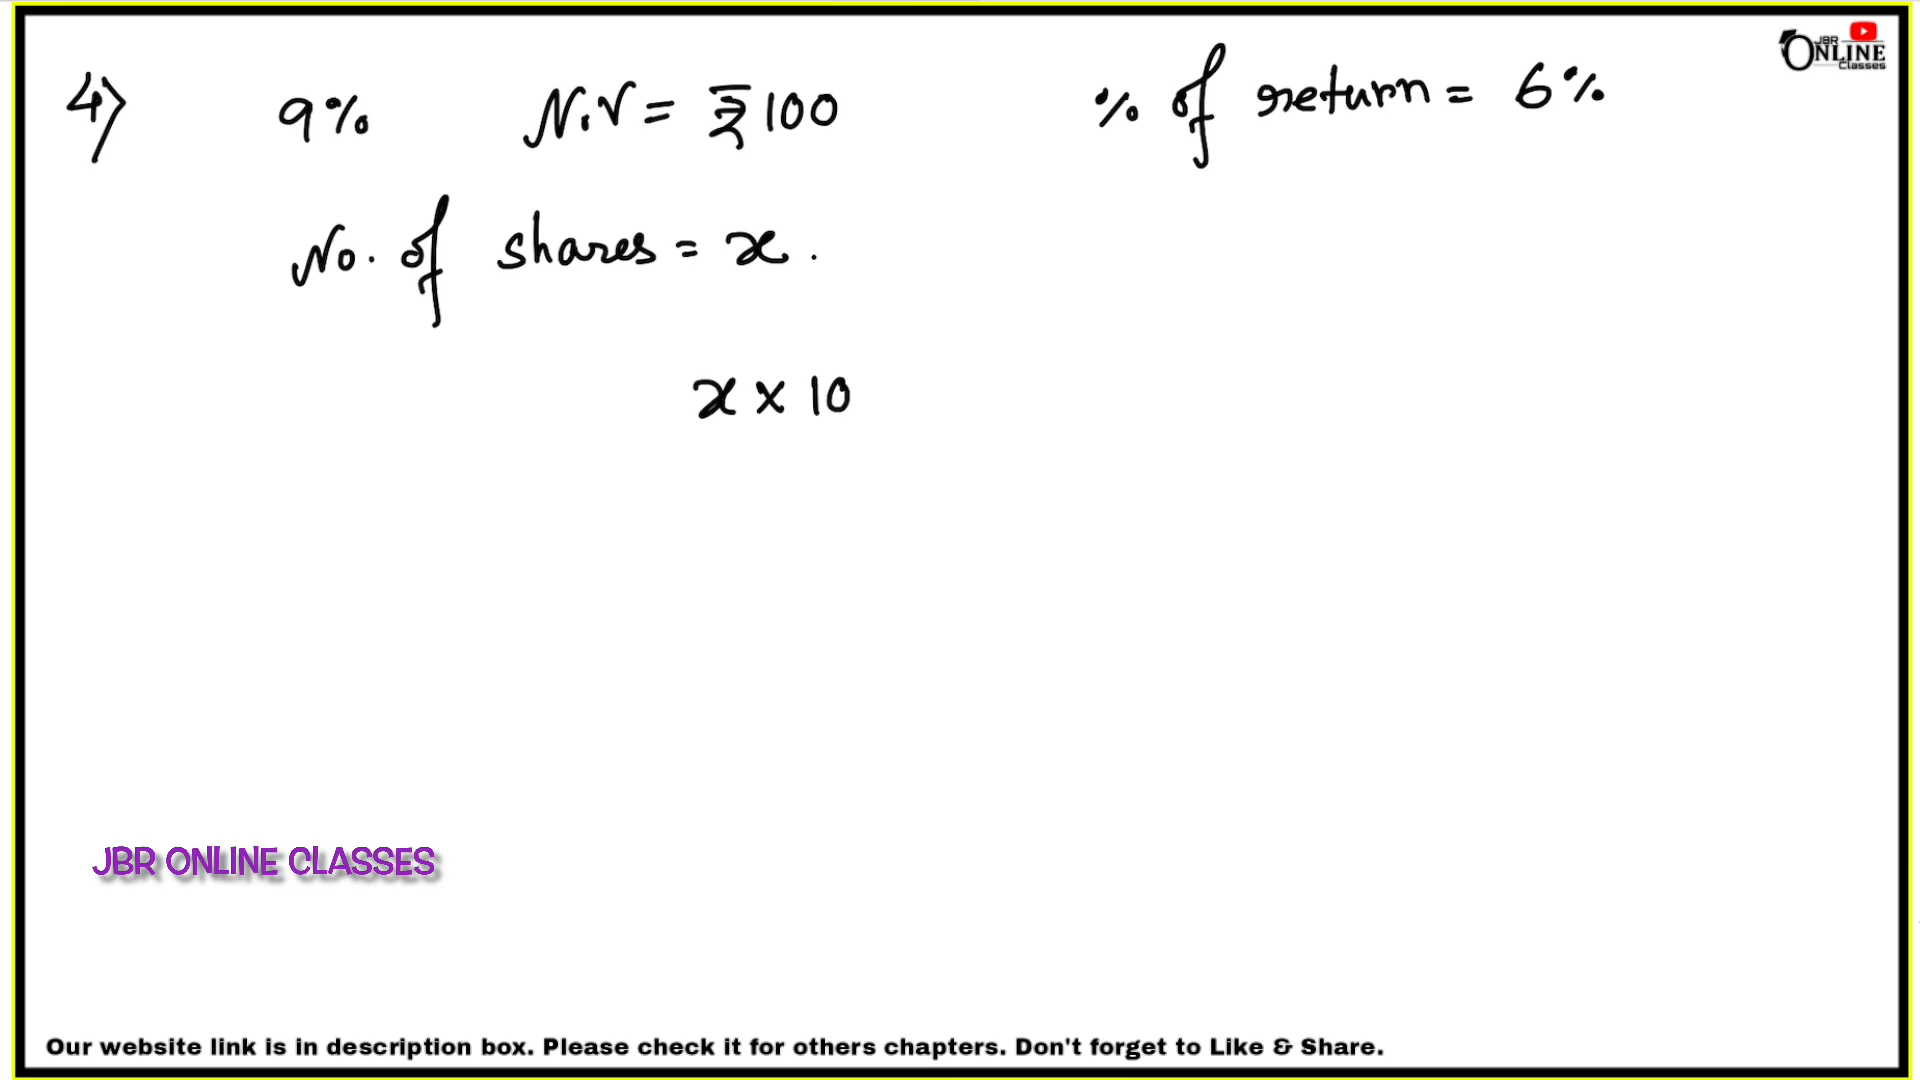 4) 9% N.V = ₹100 % of return = 6%
No. of shares = x.
x × 10
JBR ONLINE Classes
JBR ONLINE CLASSES
Our website link is in description box. Please check it for others chapters. Don't forget to Like & Share.